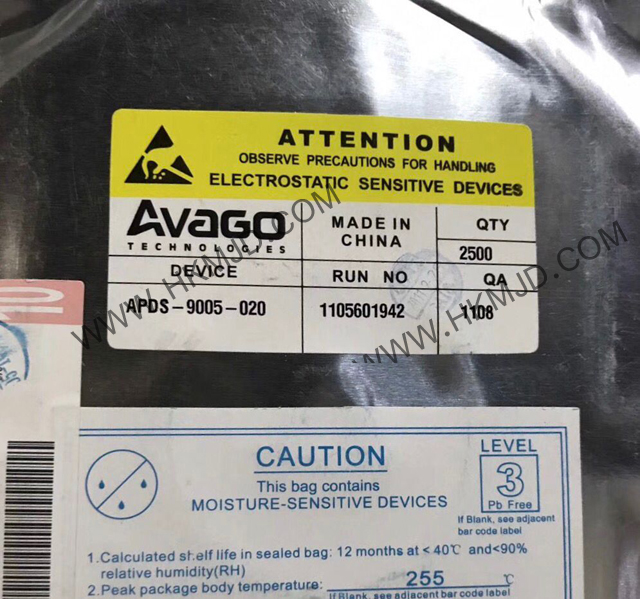 ATTENTION
OBSERVE PRECAUTIONS FOR HANDLING
ELECTROSTATIC SENSITIVE DEVICES
AVAGO
TECHNOLOGIES
MADE IN
CHINA
QTY
2500
DEVICE
RUN NO
QA
APDS-9005-020
1105601942
1108
WWW.HKMJD.COM
WWW.HKMJD.COM
CAUTION
This bag contains
MOISTURE-SENSITIVE DEVICES
LEVEL
3
Pb Free
If Blank, see adjacent
bar code label
1.Calculated shelf life in sealed bag: 12 months at < 40℃ and<90%
relative humidity(RH)
2.Peak package body temperature: 255 ℃
If Blank, see adjacent bar code label